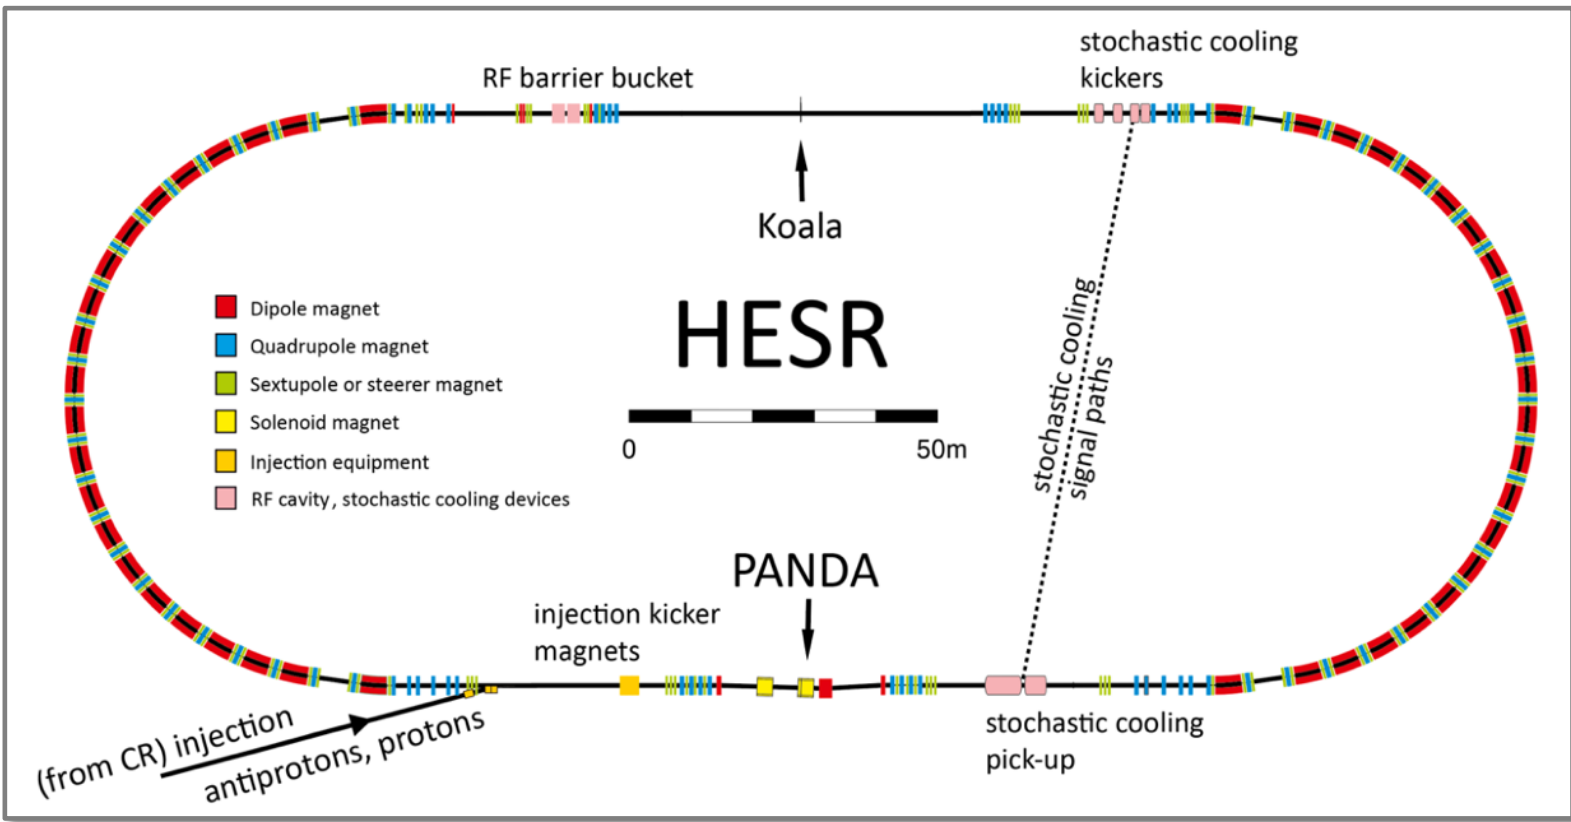 stochastic cooling
kickers
RF barrier bucket
Koala
HESR
0 50m
Dipole magnet
Quadrupole magnet
Sextupole or steerer magnet
Solenoid magnet
Injection equipment
RF cavity, stochastic cooling devices
stochastic cooling
signal paths
PANDA
injection kicker
magnets
(from CR) injection
antiprotons, protons
stochastic cooling
pick-up